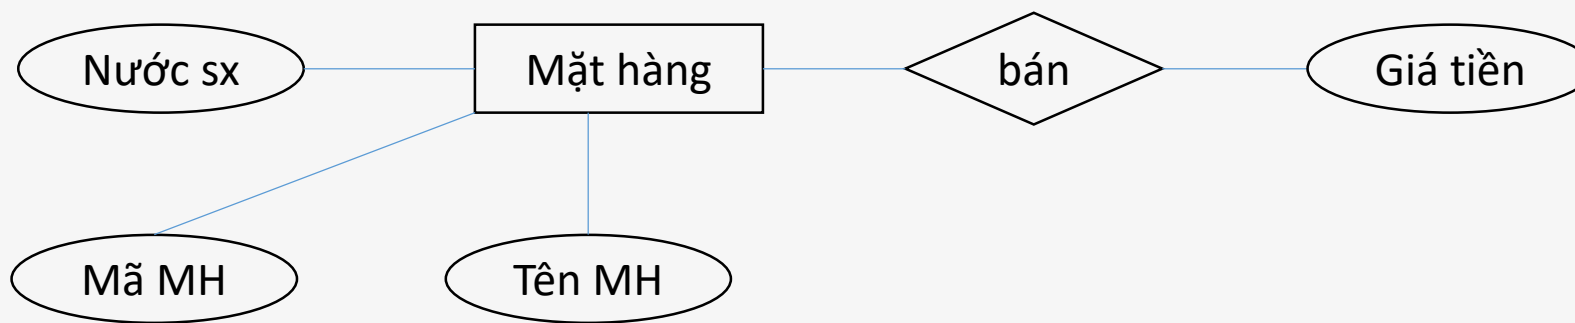 Nước sx
Mặt hàng
bán
Giá tiền
Mã MH
Tên MH